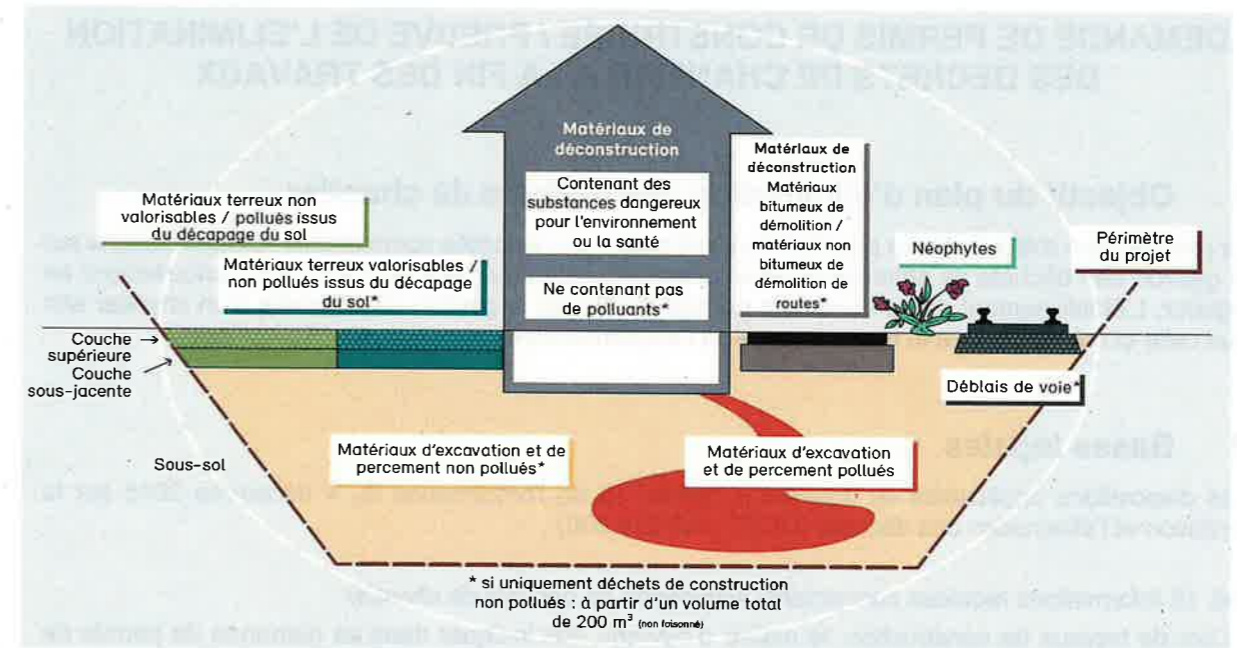 Matériaux de
déconstruction
Contenant des
substances dangereux
pour l'environnement
ou la santé
Ne contenant pas
de polluants*
Matériaux de
déconstruction
Matériaux
bitumeux de
démolition /
matériaux non
bitumeux de
démolition de
routes*
Matériaux terreux non
valorisables / pollués issus
du décapage du sol
Matériaux terreux valorisables /
non pollués issus du décapage
du sol*
Néophytes
Périmètre
du projet
Couche
supérieure
Couche
sous-jacente
Déblais de voie*
Sous-sol
Matériaux d'excavation et de
percement non pollués*
Matériaux d'excavation
et de percement pollués
* si uniquement déchets de construction
non pollués : à partir d'un volume total
de 200 m³ (non foisonné)